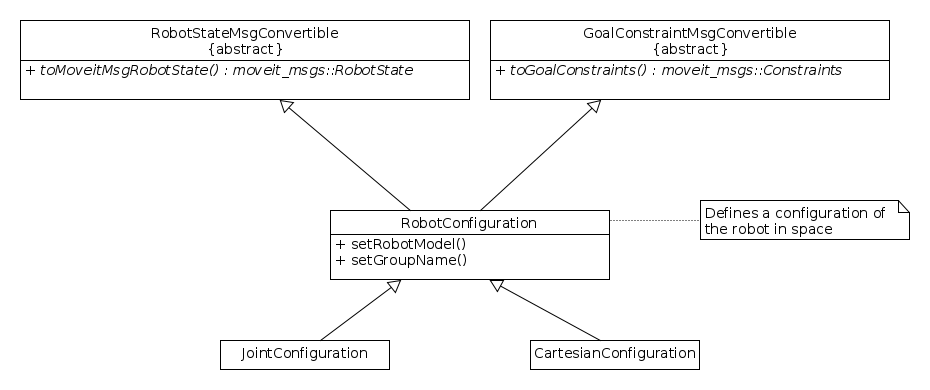 RobotStateMsgConvertible
{abstract}
+ toMoveitMsgRobotState() : moveit_msgs::RobotState
GoalConstraintMsgConvertible
{abstract}
+ toGoalConstraints() : moveit_msgs::Constraints
RobotConfiguration
+ setRobotModel()
+ setGroupName()
Defines a configuration of
the robot in space
JointConfiguration
CartesianConfiguration